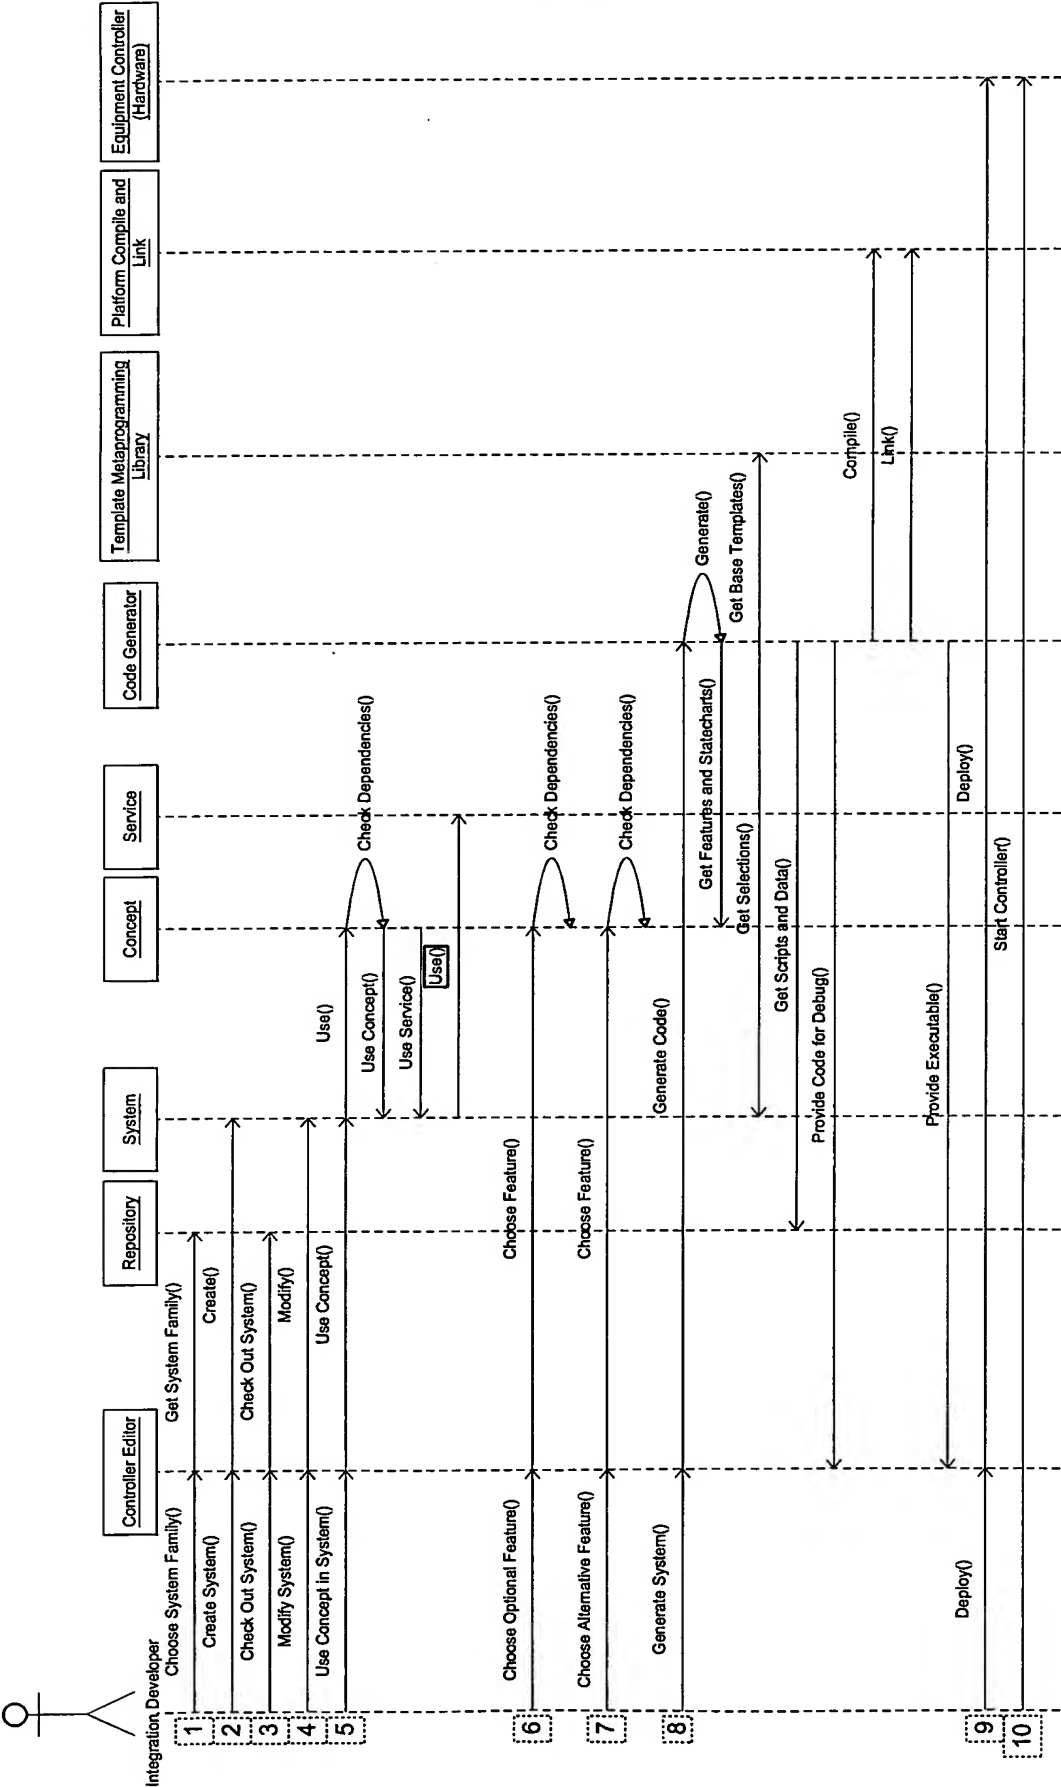 Integration Developer
Controller Editor
Repository
System
Concept
Service
Code Generator
Template Metaprogramming
Library
Platform Compile and
Link
Equipment Controller
(Hardware)
1
Choose System Family()
Get System Family()
2
Create System()
Create()
3
Check Out System()
Check Out System()
4
Modify System()
Modify()
5
Use Concept in System()
Use Concept()
Use()
Check Dependencies()
Use Concept()
Use Service()
Use()
6
Choose Optional Feature()
Choose Feature()
Check Dependencies()
7
Choose Alternative Feature()
Choose Feature()
Check Dependencies()
8
Generate System()
Generate Code()
Generate()
Get Features and Statecharts()
Get Selections()
Get Base Templates()
Get Scripts and Data()
Provide Code for Debug()
Compile()
Link()
Provide Executable()
9
Deploy()
Deploy()
10
Start Controller()